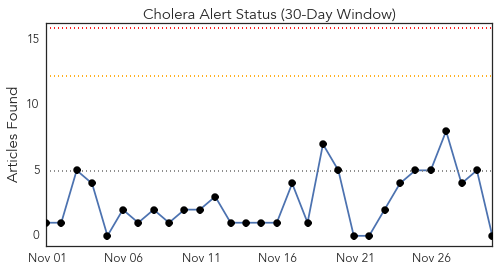 Cholera Alert Status (30-Day Window)
15
10
5
0
Articles Found
Nov 01 Nov 06 Nov 11 Nov 16 Nov 21 Nov 26